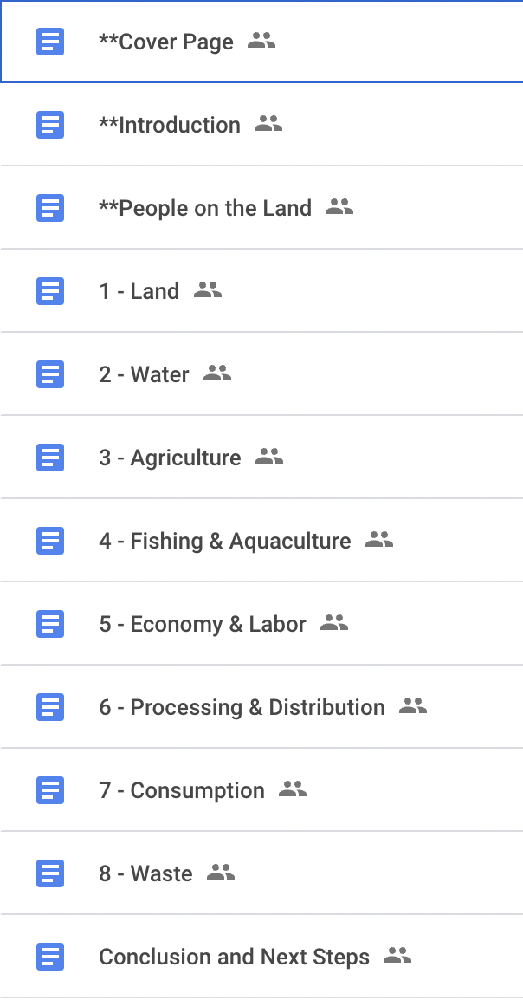 **Cover Page
**Introduction
**People on the Land
1 - Land
2 - Water
3 - Agriculture
4 - Fishing & Aquaculture
5 - Economy & Labor
6 - Processing & Distribution
7 - Consumption
8 - Waste
Conclusion and Next Steps